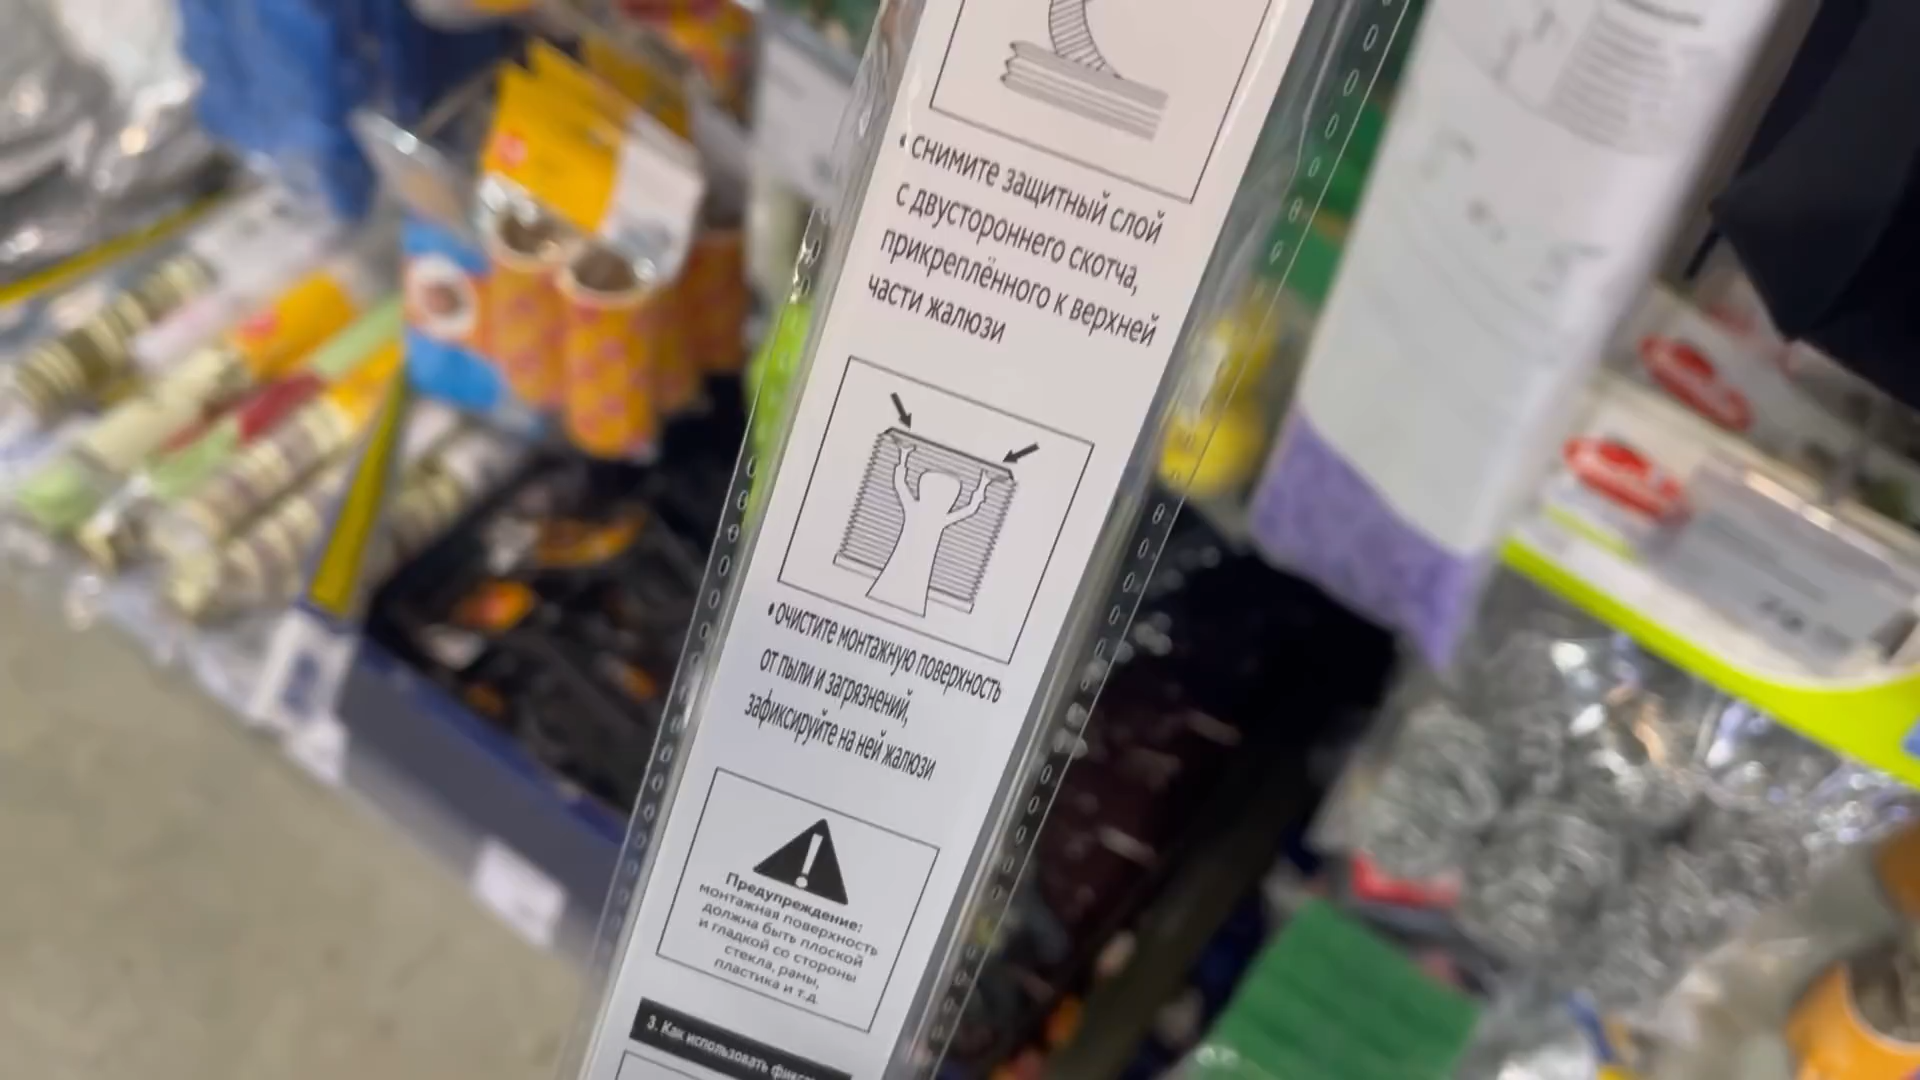 • снимите защитный слой
с двустороннего скотча,
прикреплённого к верхней
части жалюзи
• очистите монтажную поверхность
от пыли и загрязнений,
зафиксируйте на ней жалюзи
Предупреждение:
монтажная поверхность
должна быть плоской
и гладкой со стороны
стекла, рамы,
пластика и т.д.
3. Как использовать